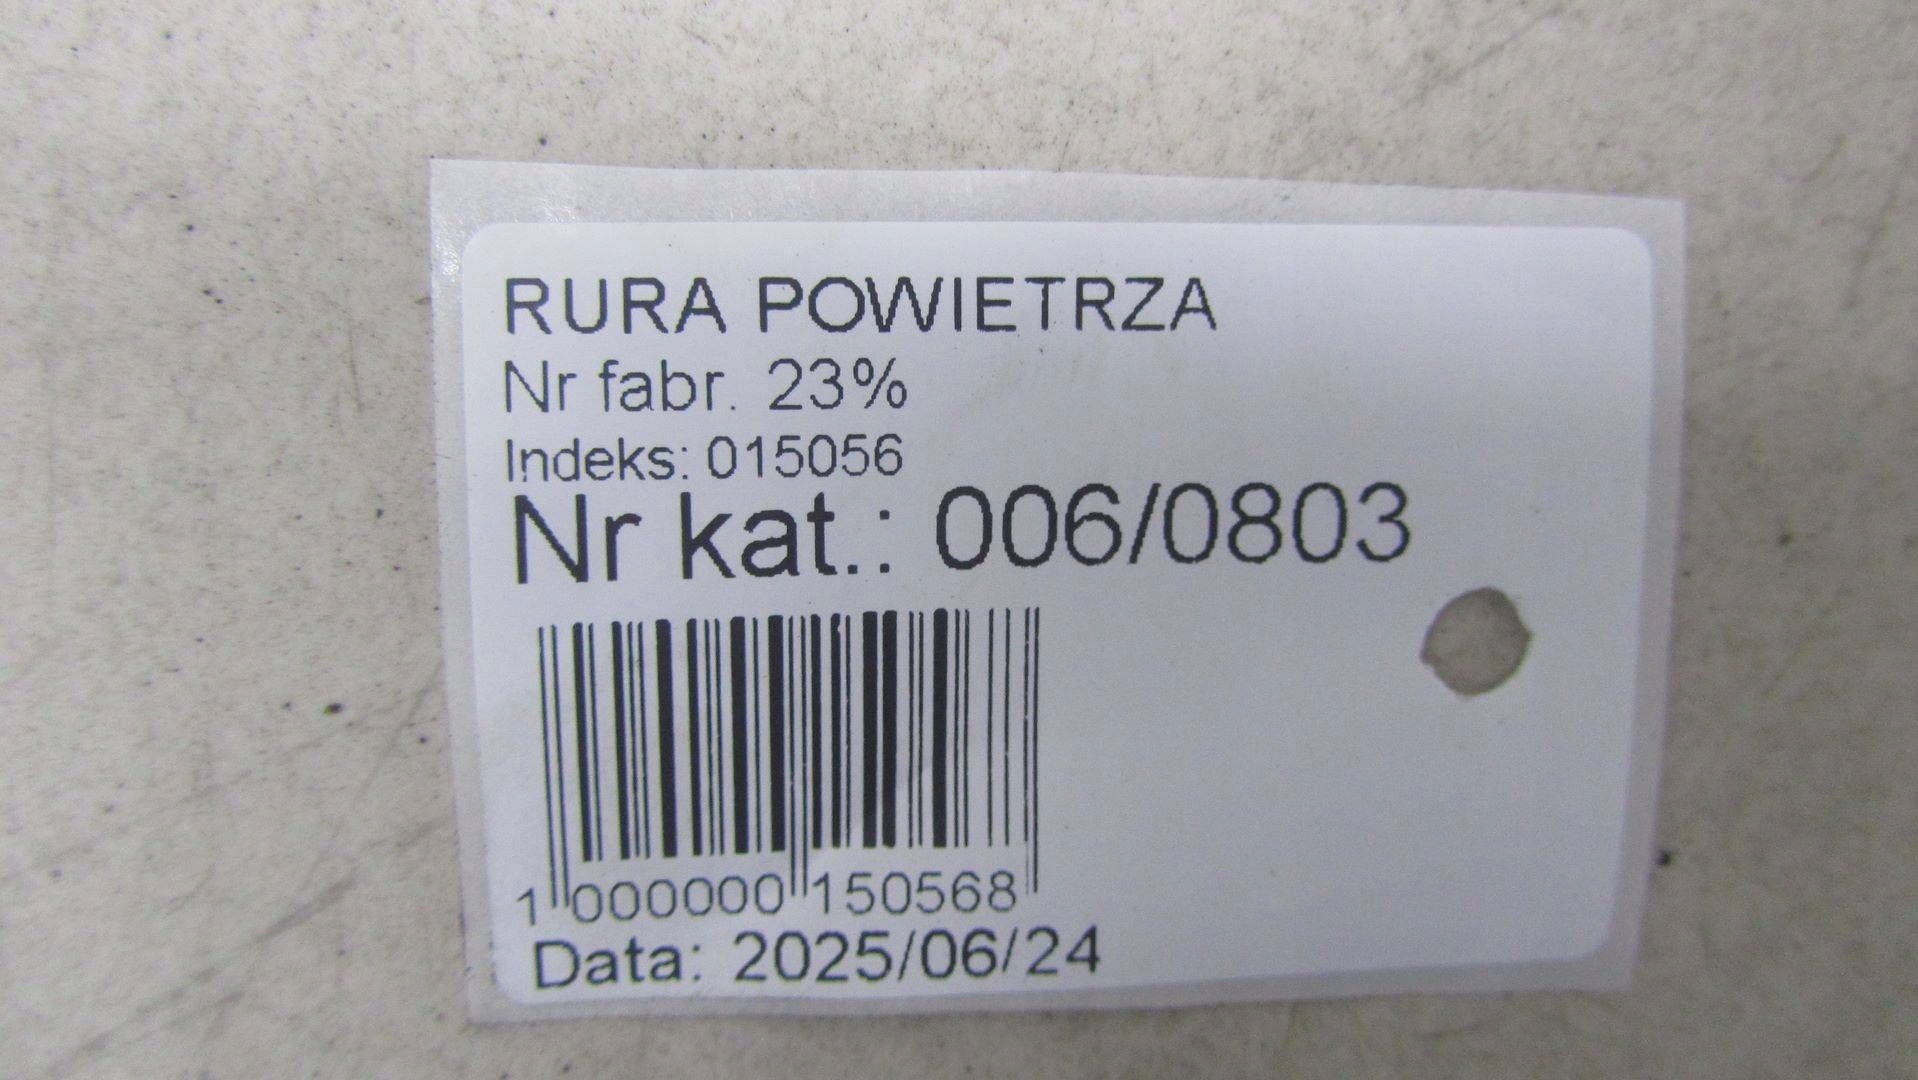 RURA POWIETRZA
Nr fabr. 23%
Indeks: 015056
Nr kat.: 006/0803
1 000000 150568
Data: 2025/06/24